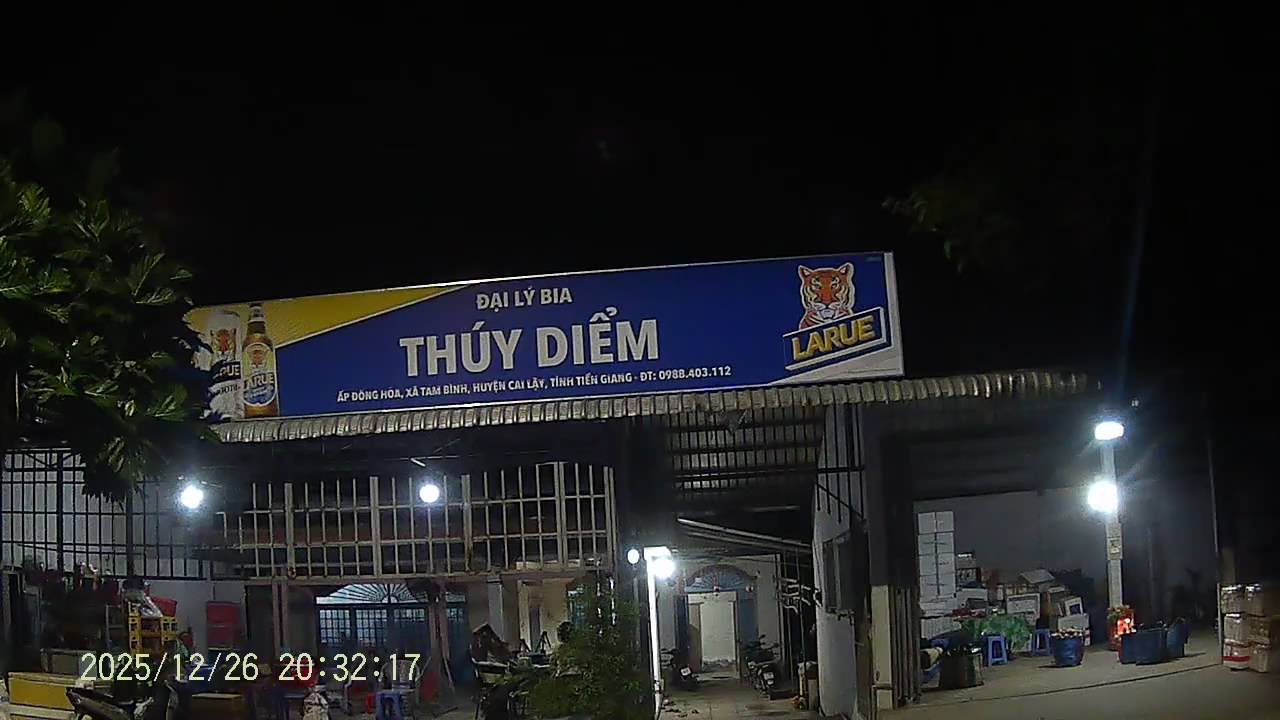 ĐẠI LÝ BIA
THÚY DIỂM
ẤP ĐÔNG HÒA, XÃ TAM BÌNH, HUYỆN CAI LẬY, TỈNH TIỀN GIANG - ĐT: 0988.403.112
LARUE
LARUE
2025/12/26 20:32:17